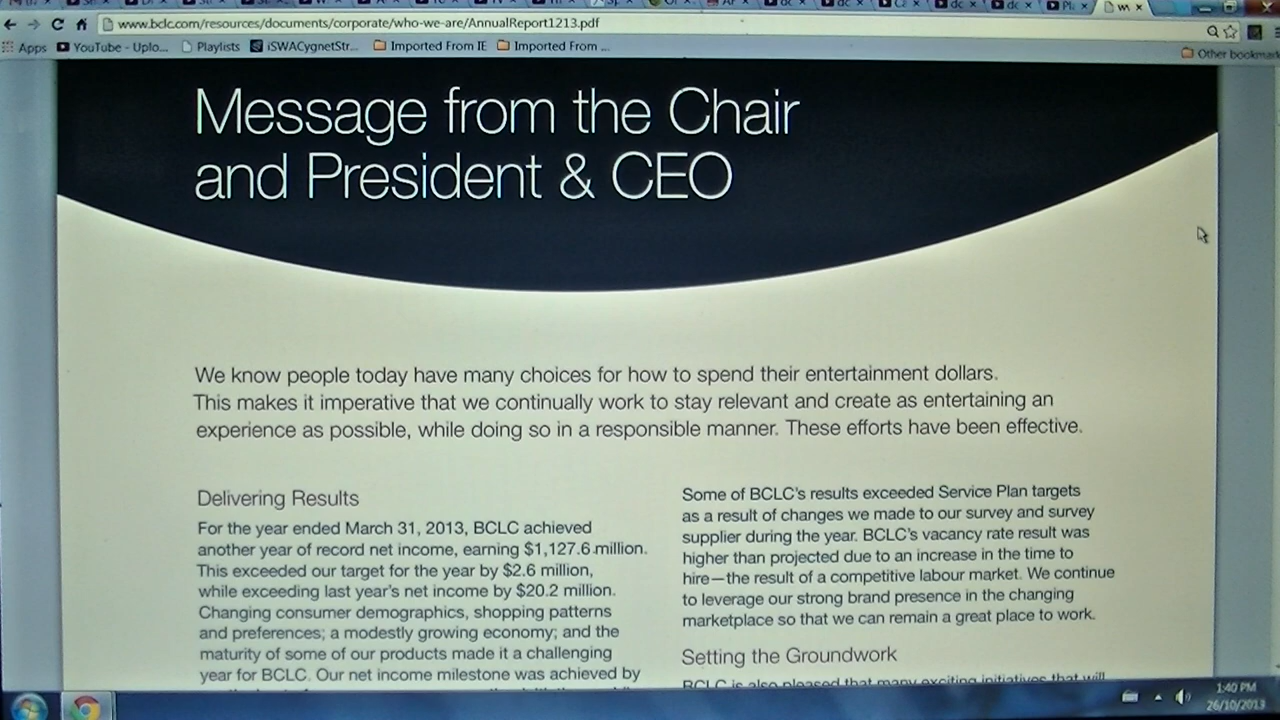 www.bclc.com/resources/documents/corporate/who-we-are/AnnualReport1213.pdf
Apps YouTube - Uplo... Playlists iSWACygnetStr... Imported From IE Imported From ... Other bookmar
Message from the Chair
and President & CEO
We know people today have many choices for how to spend their entertainment dollars.
This makes it imperative that we continually work to stay relevant and create as entertaining an
experience as possible, while doing so in a responsible manner. These efforts have been effective.
Delivering Results
For the year ended March 31, 2013, BCLC achieved
another year of record net income, earning $1,127.6 million.
This exceeded our target for the year by $2.6 million,
while exceeding last year's net income by $20.2 million.
Changing consumer demographics, shopping patterns
and preferences; a modestly growing economy; and the
maturity of some of our products made it a challenging
year for BCLC. Our net income milestone was achieved by
Some of BCLC's results exceeded Service Plan targets
as a result of changes we made to our survey and survey
supplier during the year. BCLC's vacancy rate result was
higher than projected due to an increase in the time to
hire—the result of a competitive labour market. We continue
to leverage our strong brand presence in the changing
marketplace so that we can remain a great place to work.
Setting the Groundwork
BCLC is also pleased that many exciting initiatives that will
1:40 PM
26/10/2013